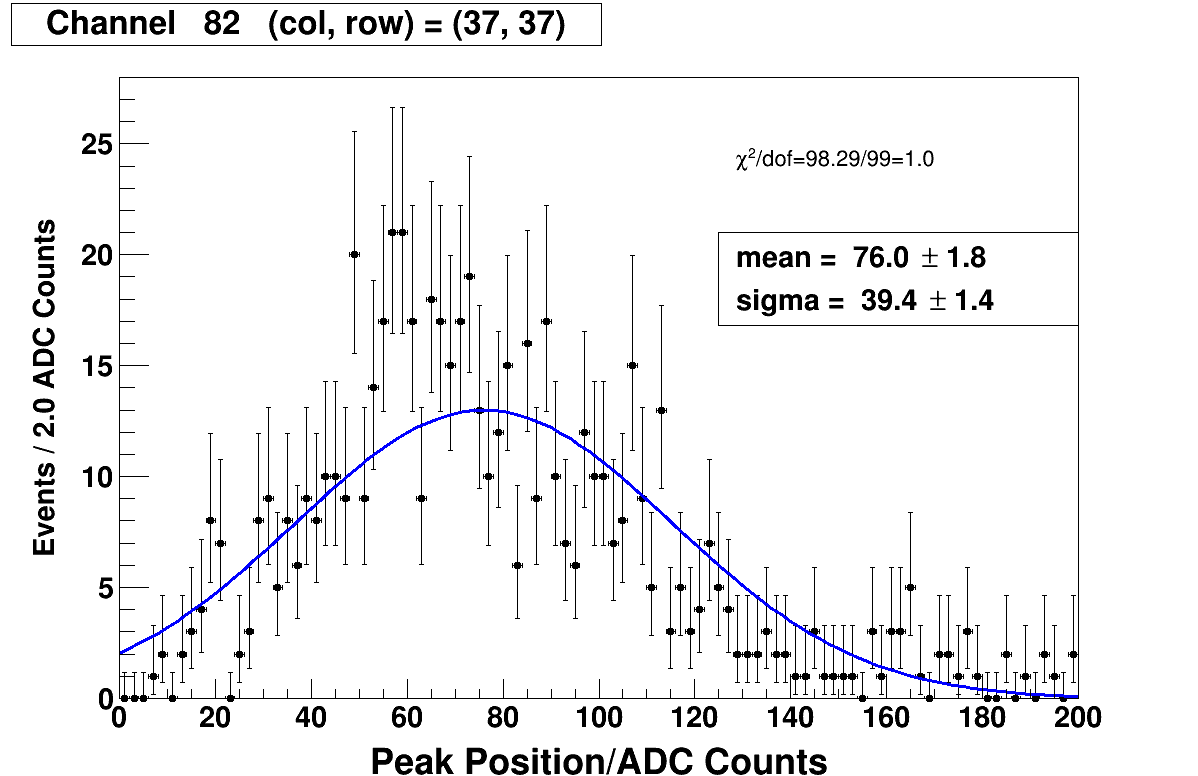 Channel 82 (col, row) = (37, 37)
χ²/dof=98.29/99=1.0
mean = 76.0 ± 1.8
sigma = 39.4 ± 1.4
Events / 2.0 ADC Counts
25
20
15
10
5
0
0 20 40 60 80 100 120 140 160 180 200
Peak Position/ADC Counts